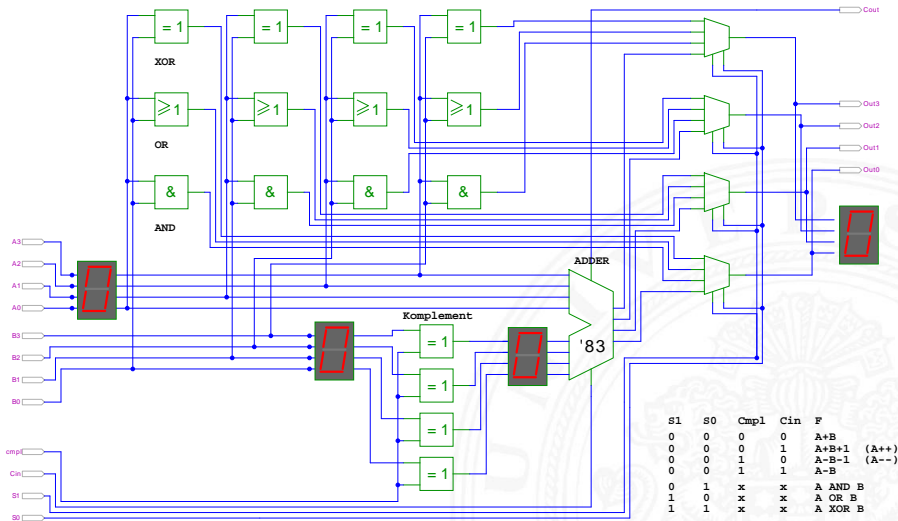 = 1 = 1 = 1 = 1
XOR
≥1 ≥1 ≥1 ≥1
OR
& & & &
AND
Cout
Out3
Out2
Out1
Out0
A3
A2
A1
A0
B3
B2
B1
B0
cmpl
Cin
S1
S0
ADDER
'83
Komplement
= 1
= 1
= 1
= 1
S1 S0 Cmpl Cin F
0 0 0 0 A+B
0 0 0 1 A+B+1 (A++)
0 0 1 0 A-B-1 (A--)
0 0 1 1 A-B
0 1 x x A AND B
1 0 x x A OR B
1 1 x x A XOR B